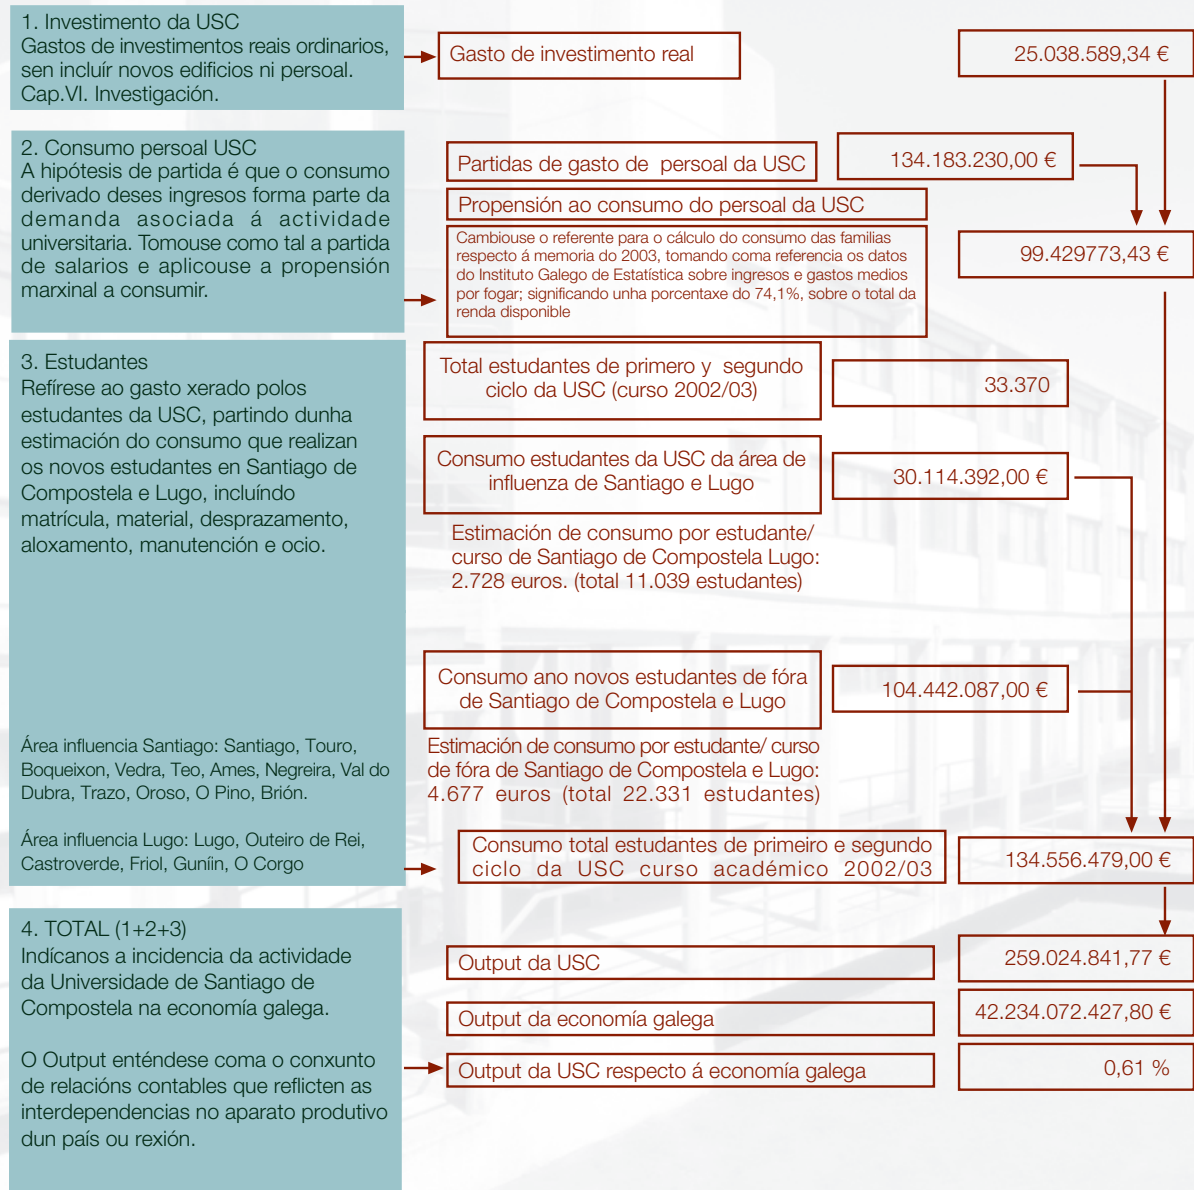 1. Investimento da USC
Gastos de investimentos reais ordinarios,
sen incluír novos edificios ni persoal.
Cap.VI. Investigación.
Gasto de investimento real
25.038.589,34 €
2. Consumo persoal USC
A hipótesis de partida é que o consumo
derivado deses ingresos forma parte da
demanda asociada á actividade
universitaria. Tomouse como tal a partida
de salarios e aplicouse a propensión
marxinal a consumir.
Partidas de gasto de persoal da USC
134.183.230,00 €
Propensión ao consumo do persoal da USC
Cambiouse o referente para o cálculo do consumo das familias
respecto á memoria do 2003, tomando coma referencia os datos
do Instituto Galego de Estatística sobre ingresos e gastos medios
por fogar; significando unha porcentaxe do 74,1%, sobre o total da
renda disponible
99.429773,43 €
3. Estudantes
Refírese ao gasto xerado polos
estudantes da USC, partindo dunha
estimación do consumo que realizan
os novos estudantes en Santiago de
Compostela e Lugo, incluíndo
matrícula, material, desprazamento,
aloxamento, manutención e ocio.
Área influencia Santiago: Santiago, Touro,
Boqueixon, Vedra, Teo, Ames, Negreira, Val do
Dubra, Trazo, Oroso, O Pino, Brión.
Área influencia Lugo: Lugo, Outeiro de Rei,
Castroverde, Friol, Guníin, O Corgo
Total estudantes de primero y segundo
ciclo da USC (curso 2002/03)
33.370
Consumo estudantes da USC da área de
influenza de Santiago e Lugo
30.114.392,00 €
Estimación de consumo por estudante/
curso de Santiago de Compostela Lugo:
2.728 euros. (total 11.039 estudantes)
Consumo ano novos estudantes de fóra
de Santiago de Compostela e Lugo
104.442.087,00 €
Estimación de consumo por estudante/ curso
de fóra de Santiago de Compostela e Lugo:
4.677 euros (total 22.331 estudantes)
Consumo total estudantes de primeiro e segundo
ciclo da USC curso académico 2002/03
134.556.479,00 €
4. TOTAL (1+2+3)
Indícanos a incidencia da actividade
da Universidade de Santiago de
Compostela na economía galega.
O Output enténdese coma o conxunto
de relacións contables que reflicten as
interdependencias no aparato produtivo
dun país ou rexión.
Output da USC
259.024.841,77 €
Output da economía galega
42.234.072.427,80 €
Output da USC respecto á economía galega
0,61 %